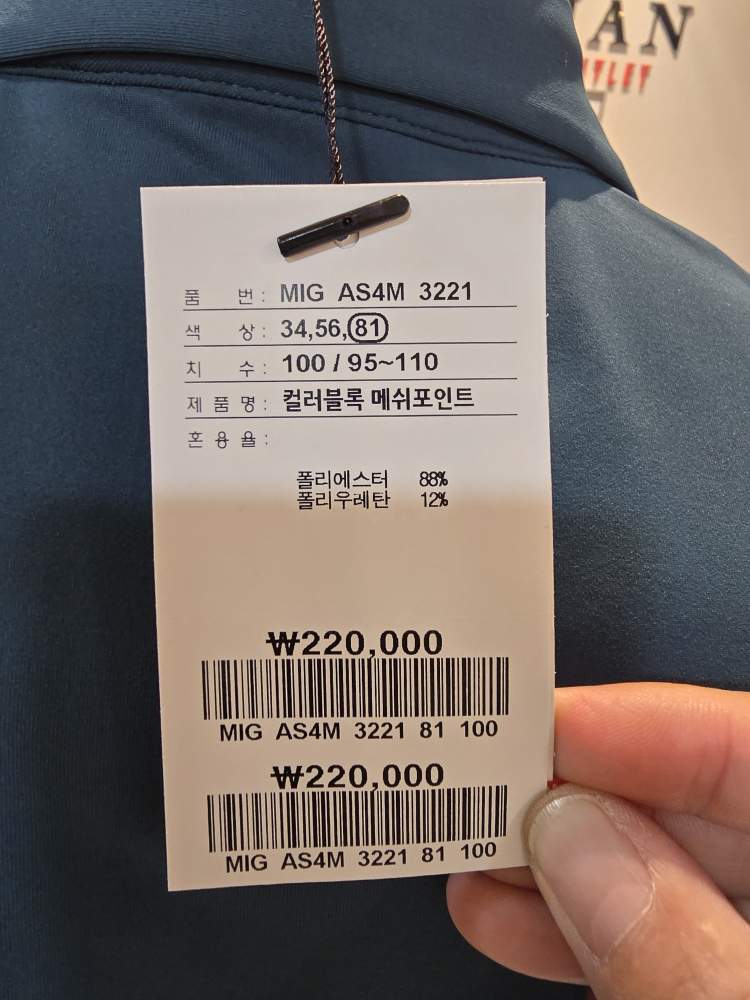 품 번 : MIG AS4M 3221
색 상 : 34,56,81
치 수 : 100 / 95~110
제 품 명 : 컬러블록 메쉬포인트
혼 용 율 :
폴리에스터 88%
폴리우레탄 12%
₩220,000
MIG AS4M 3221 81 100
₩220,000
MIG AS4M 3221 81 100